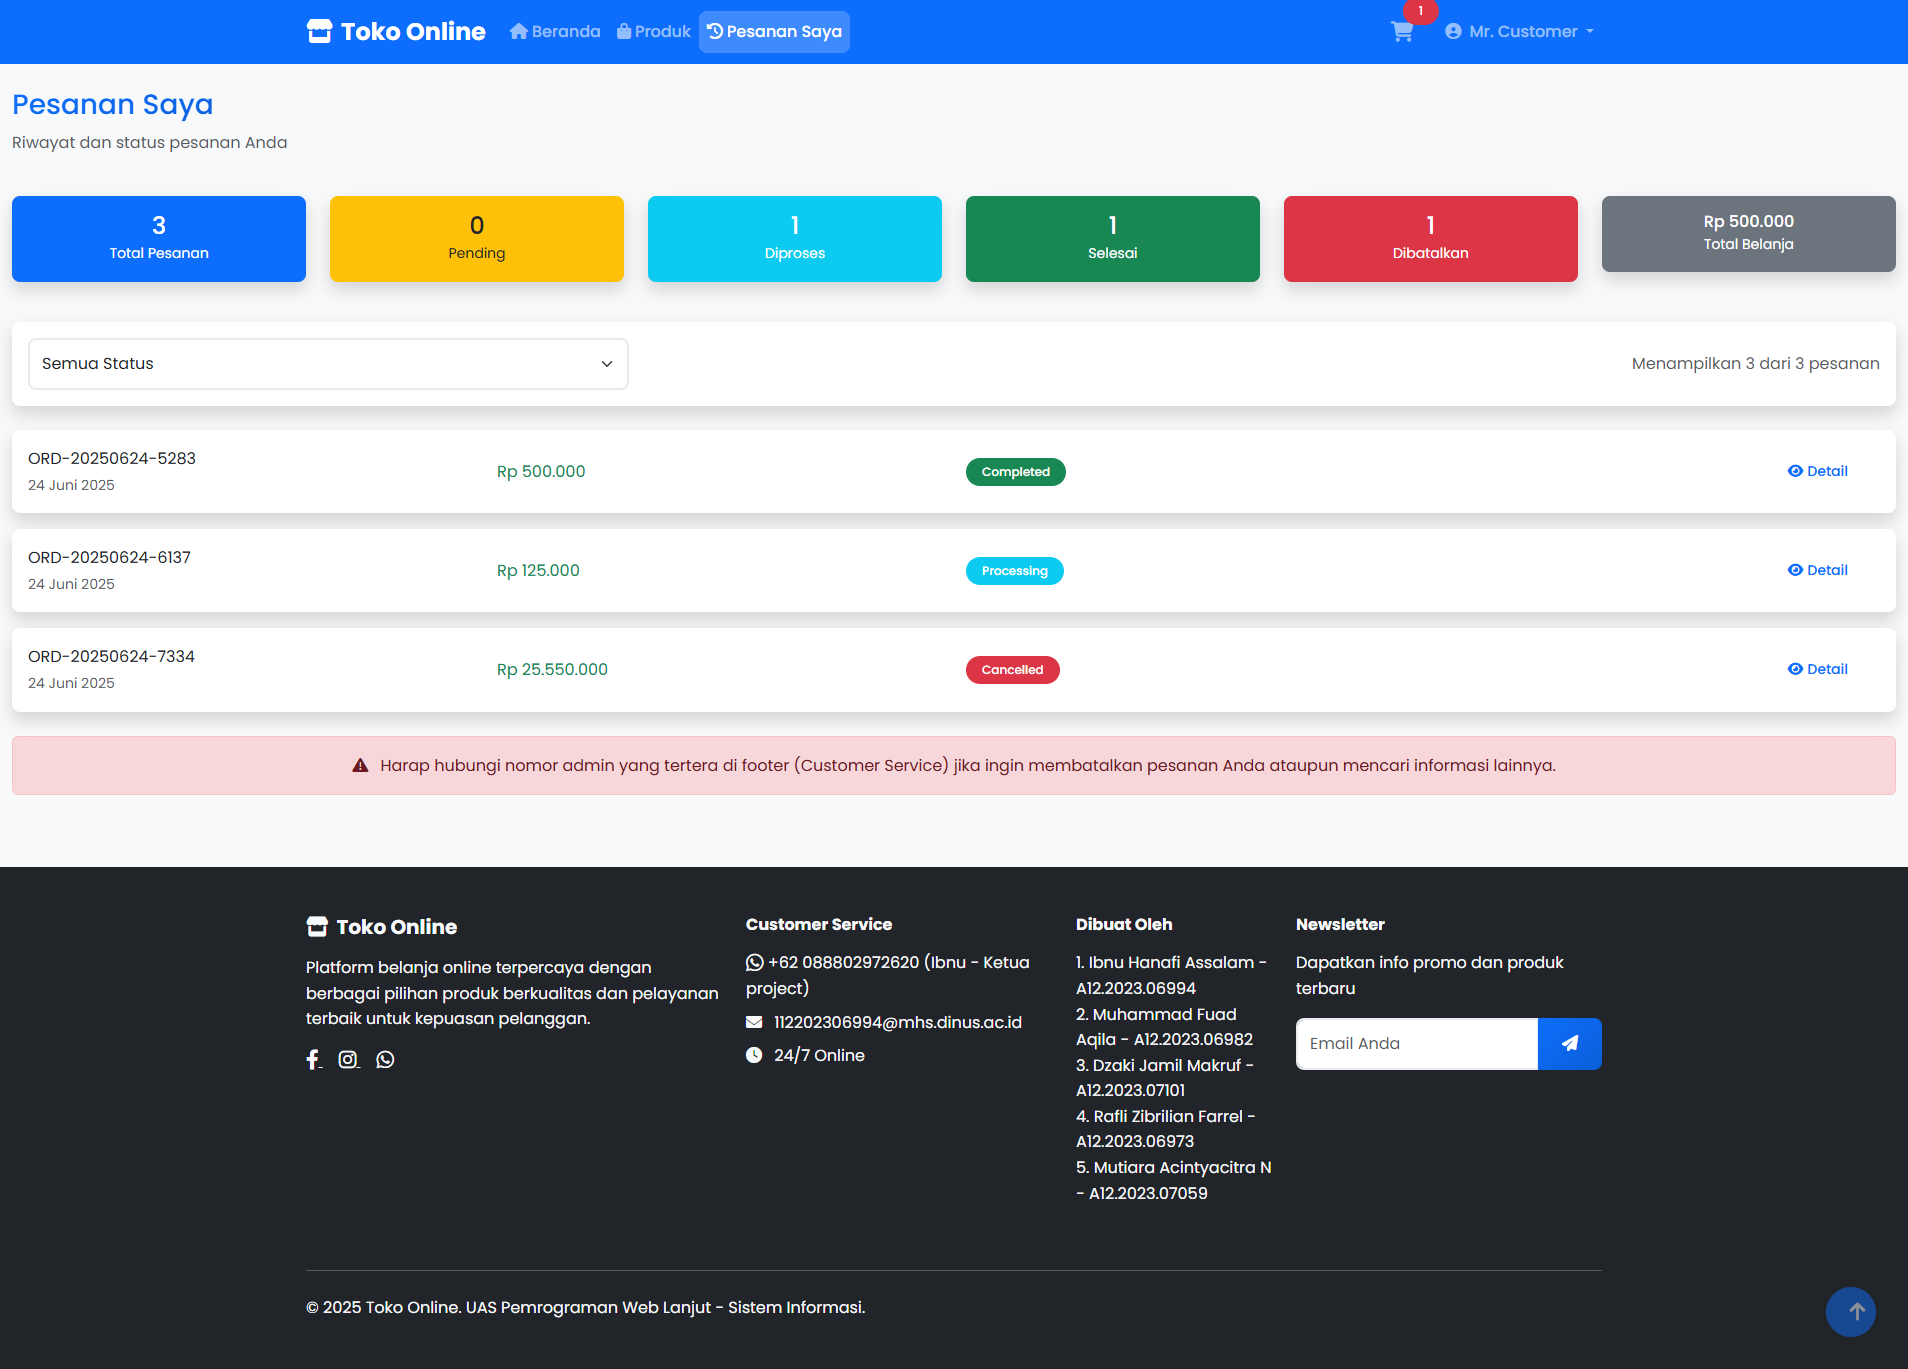 Toko Online
Beranda
Produk
Pesanan Saya
1
Mr. Customer
Pesanan Saya
Riwayat dan status pesanan Anda
3
Total Pesanan
0
Pending
1
Diproses
1
Selesai
1
Dibatalkan
Rp 500.000
Total Belanja
Semua Status
Menampilkan 3 dari 3 pesanan
ORD-20250624-5283
24 Juni 2025
Rp 500.000
Completed
Detail
ORD-20250624-6137
24 Juni 2025
Rp 125.000
Processing
Detail
ORD-20250624-7334
24 Juni 2025
Rp 25.550.000
Cancelled
Detail
Harap hubungi nomor admin yang tertera di footer (Customer Service) jika ingin membatalkan pesanan Anda ataupun mencari informasi lainnya.
Toko Online
Platform belanja online terpercaya dengan
berbagai pilihan produk berkualitas dan pelayanan
terbaik untuk kepuasan pelanggan.
Customer Service
+62 088802972620 (Ibnu - Ketua
project)
112202306994@mhs.dinus.ac.id
24/7 Online
Dibuat Oleh
1. Ibnu Hanafi Assalam -
A12.2023.06994
2. Muhammad Fuad
Aqila - A12.2023.06982
3. Dzaki Jamil Makruf -
A12.2023.07101
4. Rafli Zibrilian Farrel -
A12.2023.06973
5. Mutiara Acintyacitra N
- A12.2023.07059
Newsletter
Dapatkan info promo dan produk
terbaru
Email Anda
© 2025 Toko Online. UAS Pemrograman Web Lanjut - Sistem Informasi.